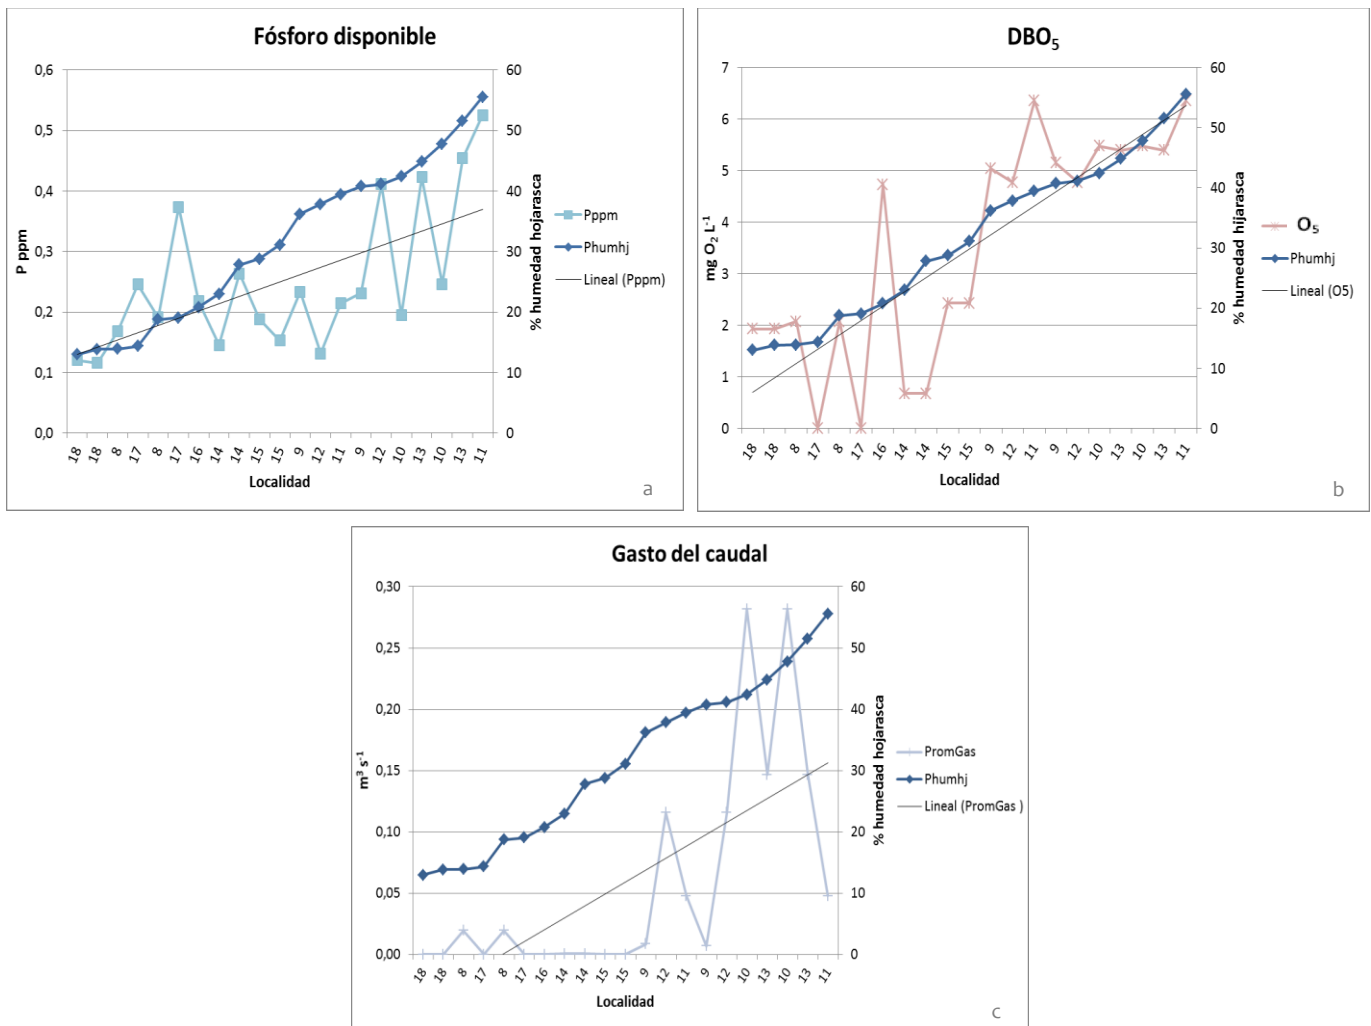 Fósforo disponible
0,6
0,5
0,4
0,3
0,2
0,1
0,0
P ppm
60
50
40
30
20
10
0
% humedad hojarasca
18 18 8 17 8 17 16 14 14 15 15 9 12 11 9 12 10 13 10 13 11
Localidad
Pppm
Phumhj
Lineal (Pppm)
a
DBO₅
7
6
5
4
3
2
1
0
mg O₂ L⁻¹
60
50
40
30
20
10
0
% humedad hijarasca
18 18 8 17 8 17 16 14 14 15 15 9 12 11 9 12 10 13 10 13 11
Localidad
O₅
Phumhj
Lineal (O5)
b
Gasto del caudal
0,30
0,25
0,20
0,15
0,10
0,05
0,00
m³ s⁻¹
60
50
40
30
20
10
0
% humedad hojarasca
18 18 8 17 8 17 16 14 14 15 15 9 12 11 9 12 10 13 10 13 11
Localidad
PromGas
Phumhj
Lineal (PromGas )
c